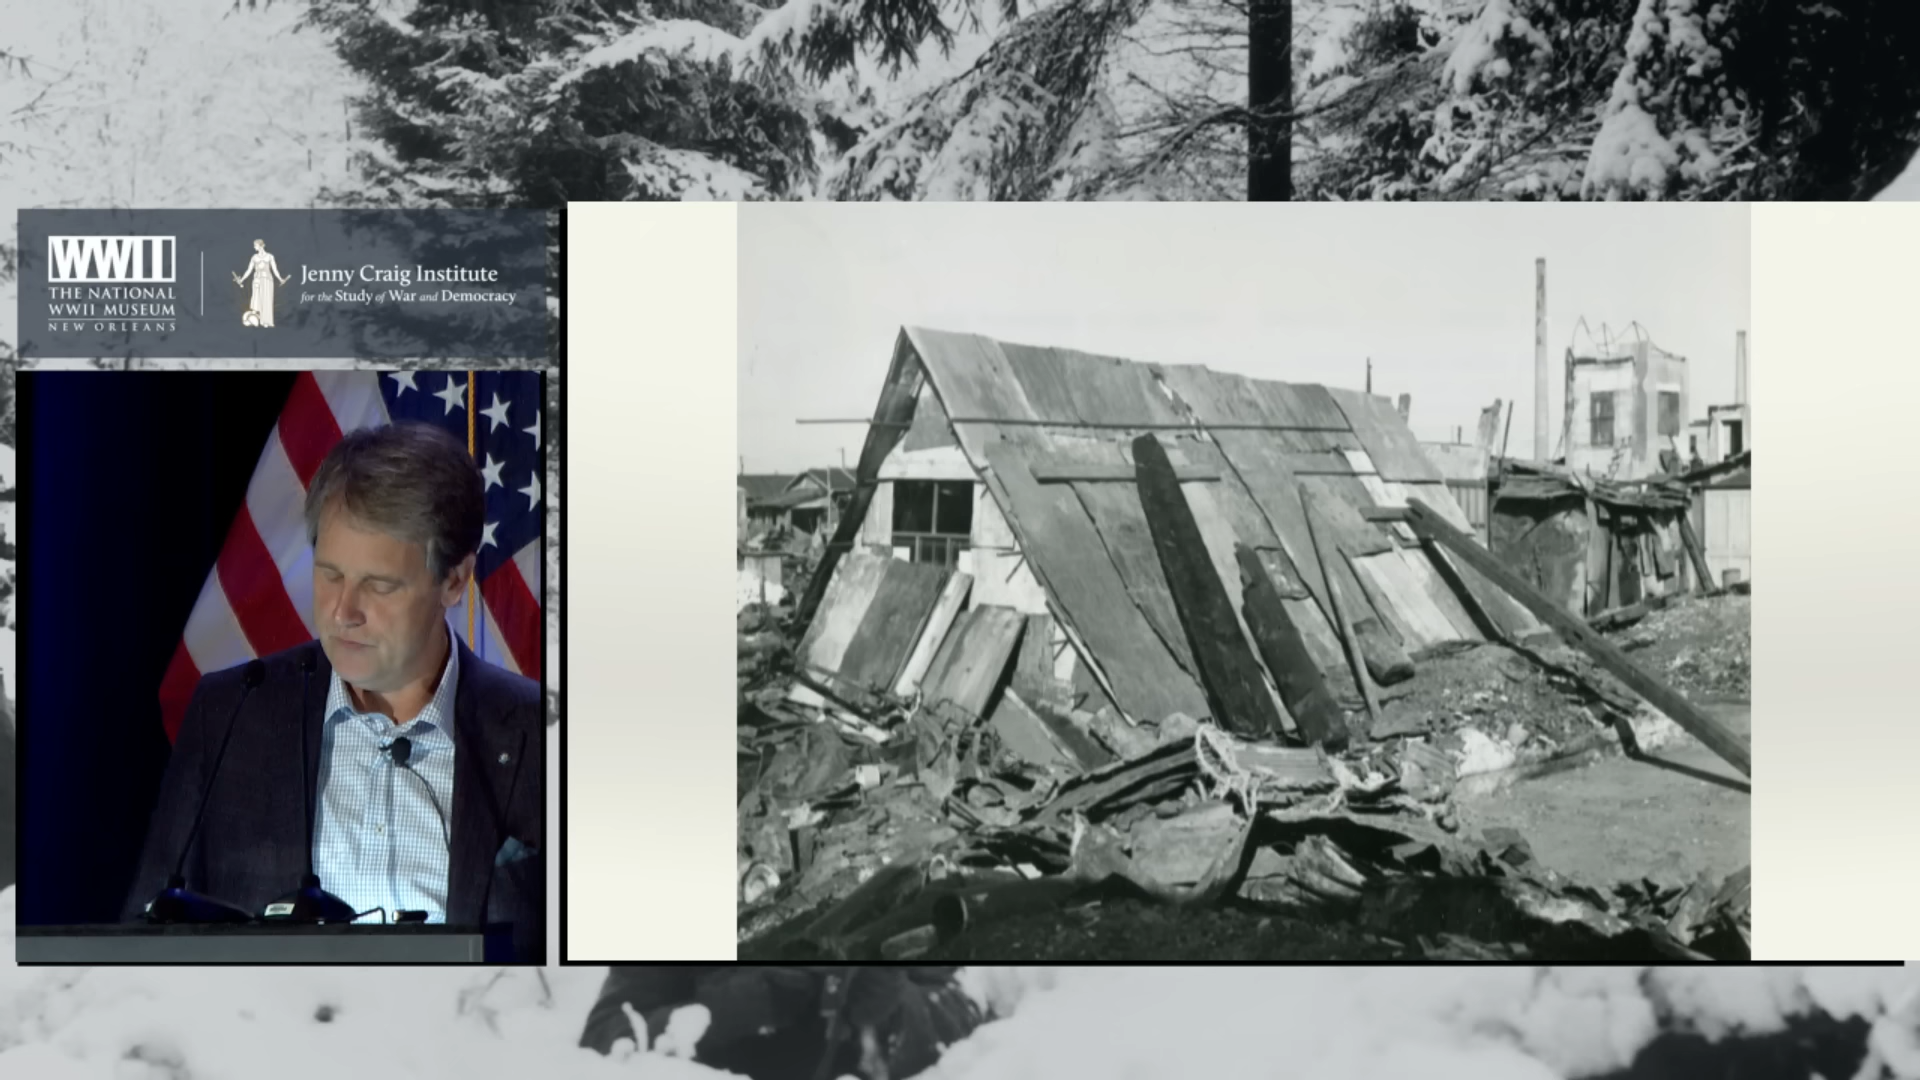 WWII
THE NATIONAL
WWII MUSEUM
NEW ORLEANS
Jenny Craig Institute
for the Study of War and Democracy